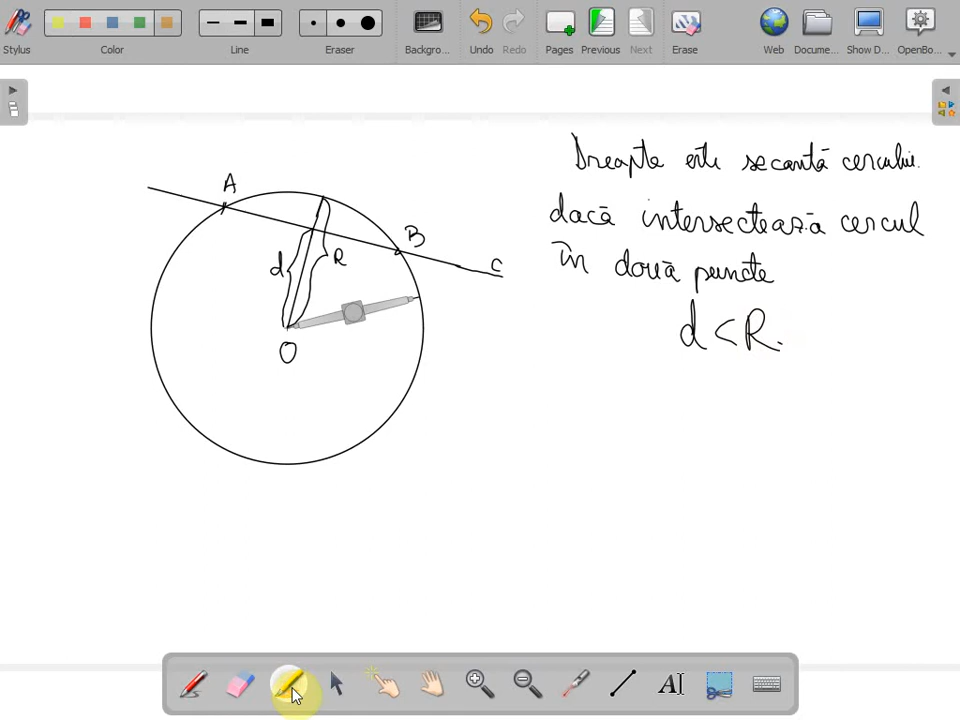 Stylus
Color
Line
Eraser
Backgro...
Undo
Redo
Pages
Previous
Next
Erase
Web
Docume...
Show D...
OpenBo...
A
B
C
d
R
O
Dreapta este secantă cercului
dacă intersectează cercul
în două puncte
d < R.
AI